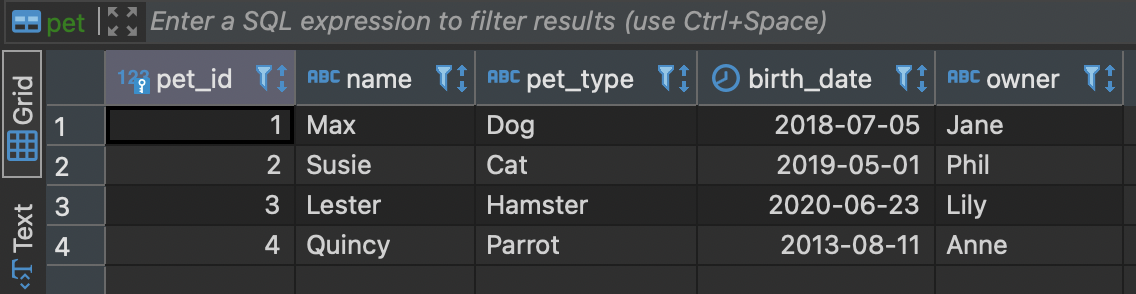 pet Enter a SQL expression to filter results (use Ctrl+Space)
Grid
Text
123 pet_id ABC name ABC pet_type birth_date ABC owner
1 1 Max Dog 2018-07-05 Jane
2 2 Susie Cat 2019-05-01 Phil
3 3 Lester Hamster 2020-06-23 Lily
4 4 Quincy Parrot 2013-08-11 Anne